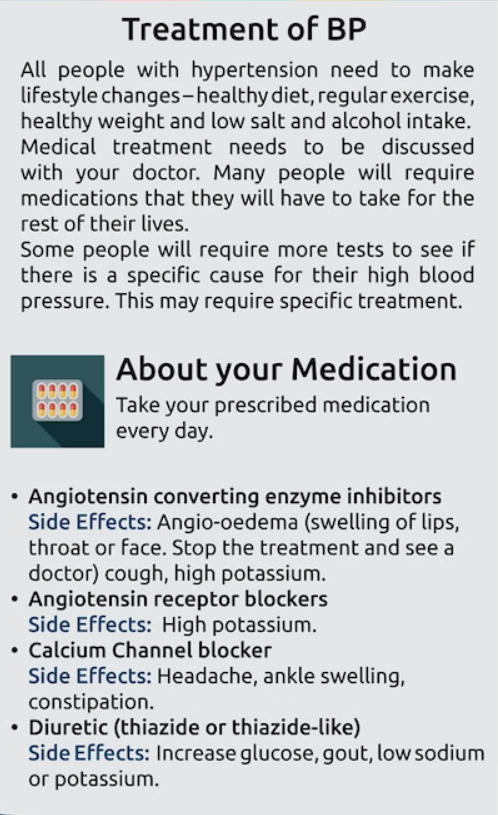 Treatment of BP
All people with hypertension need to make
lifestyle changes – healthy diet, regular exercise,
healthy weight and low salt and alcohol intake.
Medical treatment needs to be discussed
with your doctor. Many people will require
medications that they will have to take for the
rest of their lives.
Some people will require more tests to see if
there is a specific cause for their high blood
pressure. This may require specific treatment.
About your Medication
Take your prescribed medication
every day.
• Angiotensin converting enzyme inhibitors
Side Effects: Angio-oedema (swelling of lips,
throat or face. Stop the treatment and see a
doctor) cough, high potassium.
• Angiotensin receptor blockers
Side Effects: High potassium.
• Calcium Channel blocker
Side Effects: Headache, ankle swelling,
constipation.
• Diuretic (thiazide or thiazide-like)
Side Effects: Increase glucose, gout, low sodium
or potassium.